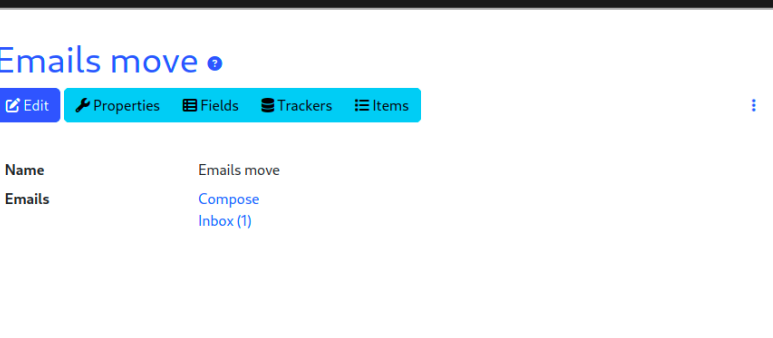 Emails move ?
Edit Properties Fields Trackers Items
Name Emails move
Emails Compose
Inbox (1)